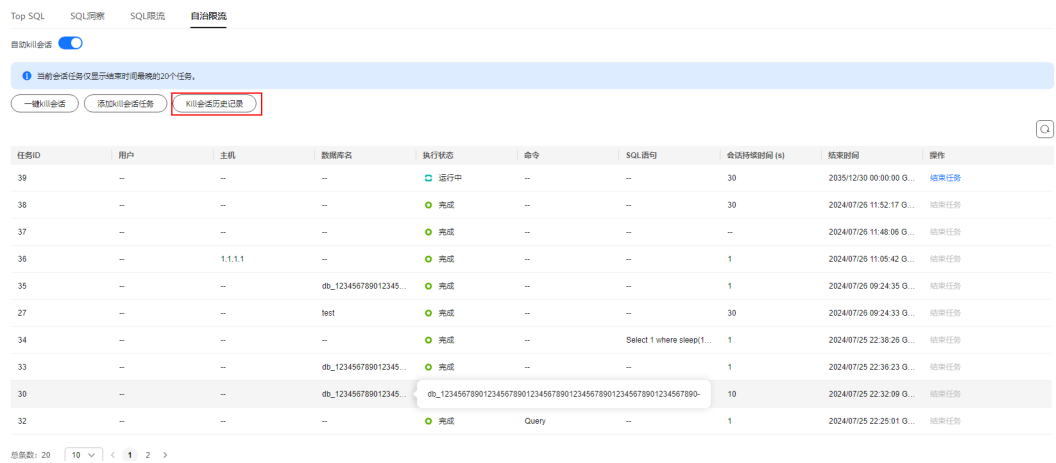 Top SQL SQL洞察 SQL限流 自治限流
自动kill会话
当前会话任务仅显示结束时间最晚的20个任务。
一键kill会话 添加kill会话任务 Kill会话历史记录
任务ID 用户 主机 数据库名 执行状态 命令 SQL语句 会话持续时间 (s) 结束时间 操作
39 -- -- -- 运行中 -- -- 30 2035/12/30 00:00:00 G... 结束任务
38 -- -- -- 完成 -- -- 30 2024/07/26 11:52:17 G... 结束任务
37 -- -- -- 完成 -- -- -- 2024/07/26 11:48:06 G... 结束任务
36 -- 1.1.1.1 -- 完成 -- -- 1 2024/07/26 11:05:42 G... 结束任务
35 -- -- db_123456789012345... 完成 -- -- 1 2024/07/26 09:24:35 G... 结束任务
27 -- -- test 完成 -- -- 30 2024/07/26 09:24:33 G... 结束任务
34 -- -- -- 完成 -- Select 1 where sleep(1... 1 2024/07/25 22:38:26 G... 结束任务
33 -- -- db_123456789012345... 完成 -- -- 1 2024/07/25 22:36:23 G... 结束任务
30 -- -- db_123456789012345... db_123456789012345678901234567890123456789012345678901234567890- 10 2024/07/25 22:32:09 G... 结束任务
32 -- -- -- 完成 Query -- 1 2024/07/25 22:25:01 G... 结束任务
总条数: 20 10 < 1 2 >